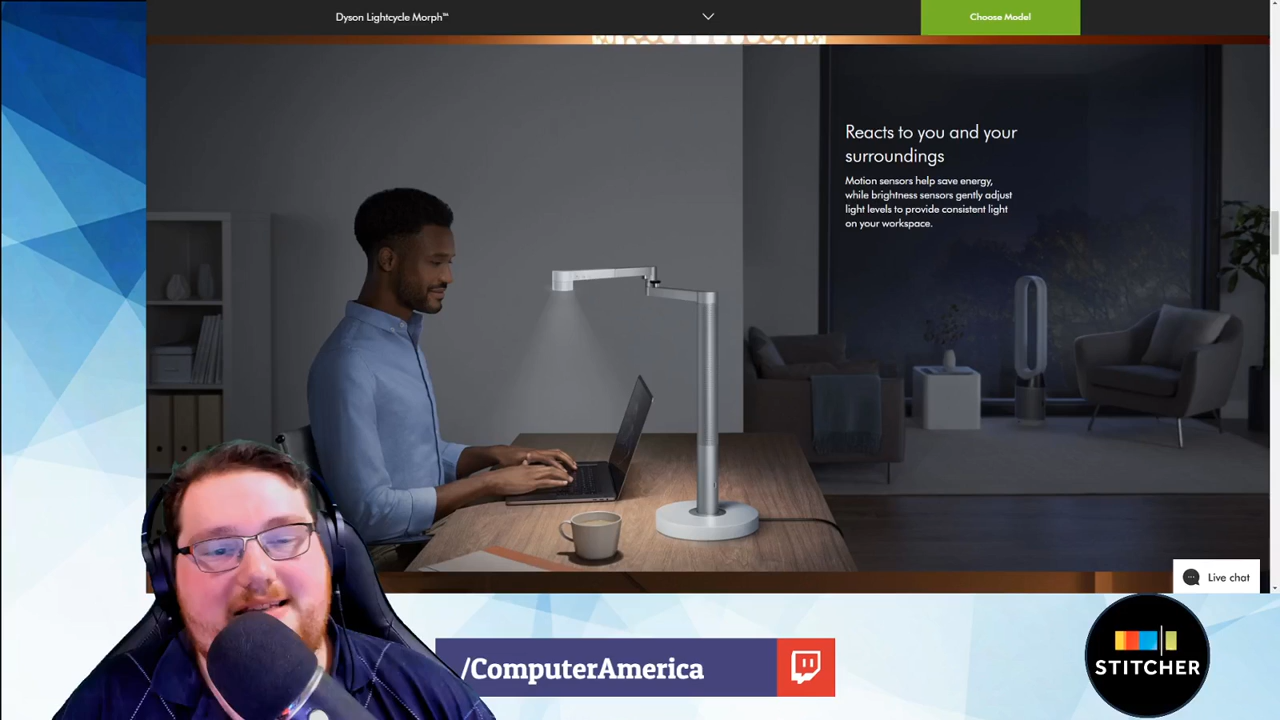 Dyson Lightcycle Morph™
Choose Model
Reacts to you and your
surroundings
Motion sensors help save energy,
while brightness sensors gently adjust
light levels to provide consistent light
on your workspace.
Live chat
/ComputerAmerica
STITCHER